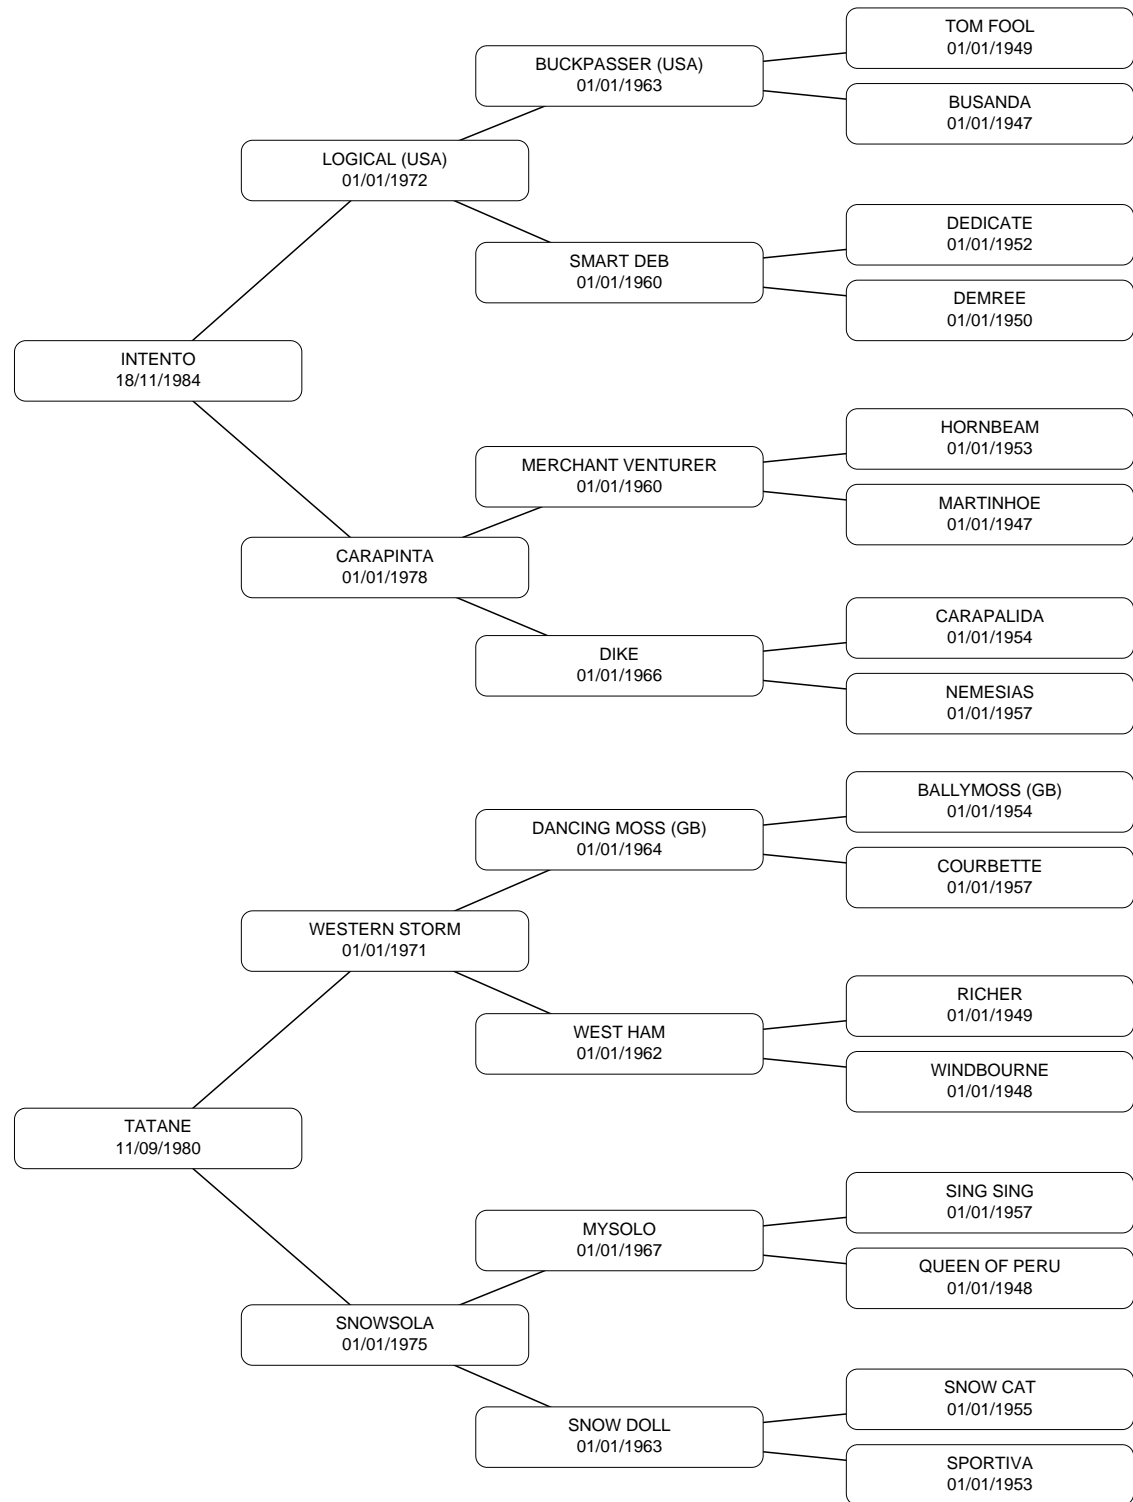 TOM FOOL
01/01/1949
BUCKPASSER (USA)
01/01/1963
BUSANDA
01/01/1947
LOGICAL (USA)
01/01/1972
DEDICATE
01/01/1952
SMART DEB
01/01/1960
DEMREE
01/01/1950
INTENTO
18/11/1984
HORNBEAM
01/01/1953
MERCHANT VENTURER
01/01/1960
MARTINHOE
01/01/1947
CARAPINTA
01/01/1978
CARAPALIDA
01/01/1954
DIKE
01/01/1966
NEMESIAS
01/01/1957
BALLYMOSS (GB)
01/01/1954
DANCING MOSS (GB)
01/01/1964
COURBETTE
01/01/1957
WESTERN STORM
01/01/1971
RICHER
01/01/1949
WEST HAM
01/01/1962
WINDBOURNE
01/01/1948
TATANE
11/09/1980
SING SING
01/01/1957
MYSOLO
01/01/1967
QUEEN OF PERU
01/01/1948
SNOWSOLA
01/01/1975
SNOW CAT
01/01/1955
SNOW DOLL
01/01/1963
SPORTIVA
01/01/1953